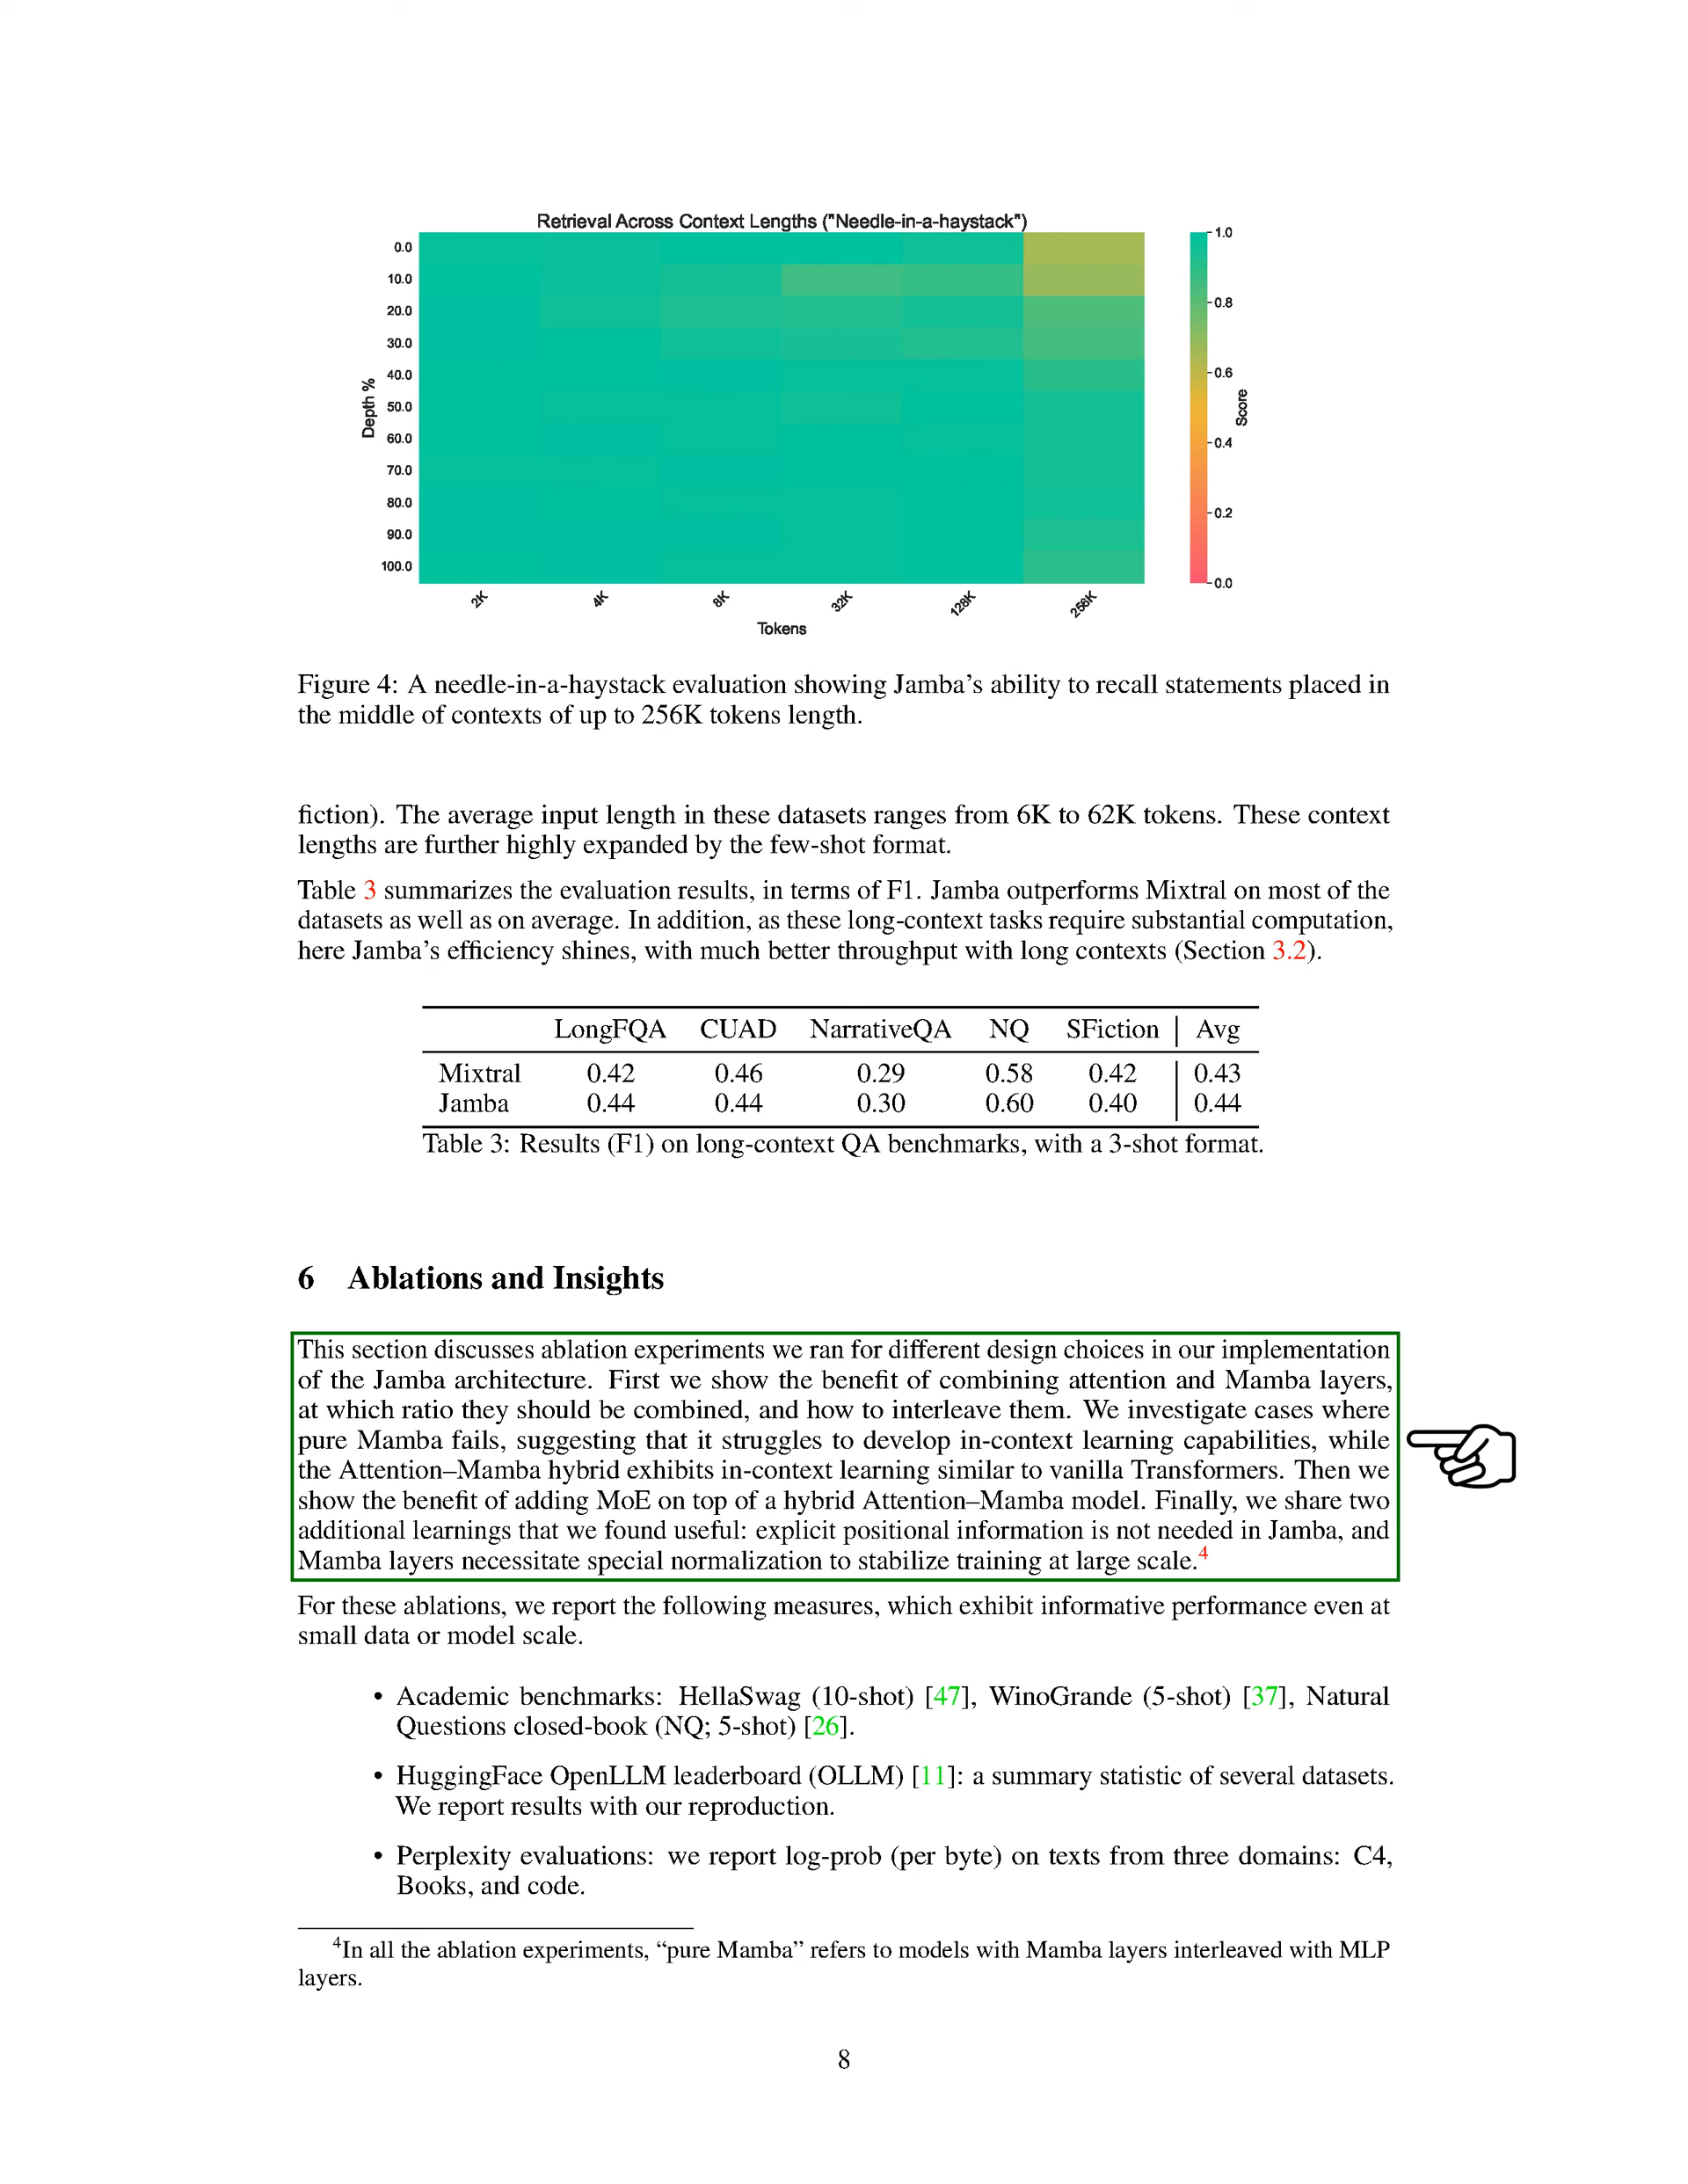 Retrieval Across Context Lengths ("Needle-in-a-haystack")
0.0
10.0
20.0
30.0
40.0
50.0
60.0
70.0
80.0
90.0
100.0
Depth %
2K
4K
8K
32K
128K
256K
Tokens
1.0
0.8
0.6
0.4
0.2
0.0
Score
Figure 4: A needle-in-a-haystack evaluation showing Jamba’s ability to recall statements placed in
the middle of contexts of up to 256K tokens length.
fiction). The average input length in these datasets ranges from 6K to 62K tokens. These context
lengths are further highly expanded by the few-shot format.
Table 3 summarizes the evaluation results, in terms of F1. Jamba outperforms Mixtral on most of the
datasets as well as on average. In addition, as these long-context tasks require substantial computation,
here Jamba’s efficiency shines, with much better throughput with long contexts (Section 3.2).
LongFQA CUAD NarrativeQA NQ SFiction Avg
Mixtral 0.42 0.46 0.29 0.58 0.42 0.43
Jamba 0.44 0.44 0.30 0.60 0.40 0.44
Table 3: Results (F1) on long-context QA benchmarks, with a 3-shot format.
6 Ablations and Insights
This section discusses ablation experiments we ran for different design choices in our implementation
of the Jamba architecture. First we show the benefit of combining attention and Mamba layers,
at which ratio they should be combined, and how to interleave them. We investigate cases where
pure Mamba fails, suggesting that it struggles to develop in-context learning capabilities, while
the Attention–Mamba hybrid exhibits in-context learning similar to vanilla Transformers. Then we
show the benefit of adding MoE on top of a hybrid Attention–Mamba model. Finally, we share two
additional learnings that we found useful: explicit positional information is not needed in Jamba, and
Mamba layers necessitate special normalization to stabilize training at large scale.4
For these ablations, we report the following measures, which exhibit informative performance even at
small data or model scale.
• Academic benchmarks: HellaSwag (10-shot) [47], WinoGrande (5-shot) [37], Natural
Questions closed-book (NQ; 5-shot) [26].
• HuggingFace OpenLLM leaderboard (OLLM) [11]: a summary statistic of several datasets.
We report results with our reproduction.
• Perplexity evaluations: we report log-prob (per byte) on texts from three domains: C4,
Books, and code.
4In all the ablation experiments, “pure Mamba” refers to models with Mamba layers interleaved with MLP
layers.
8